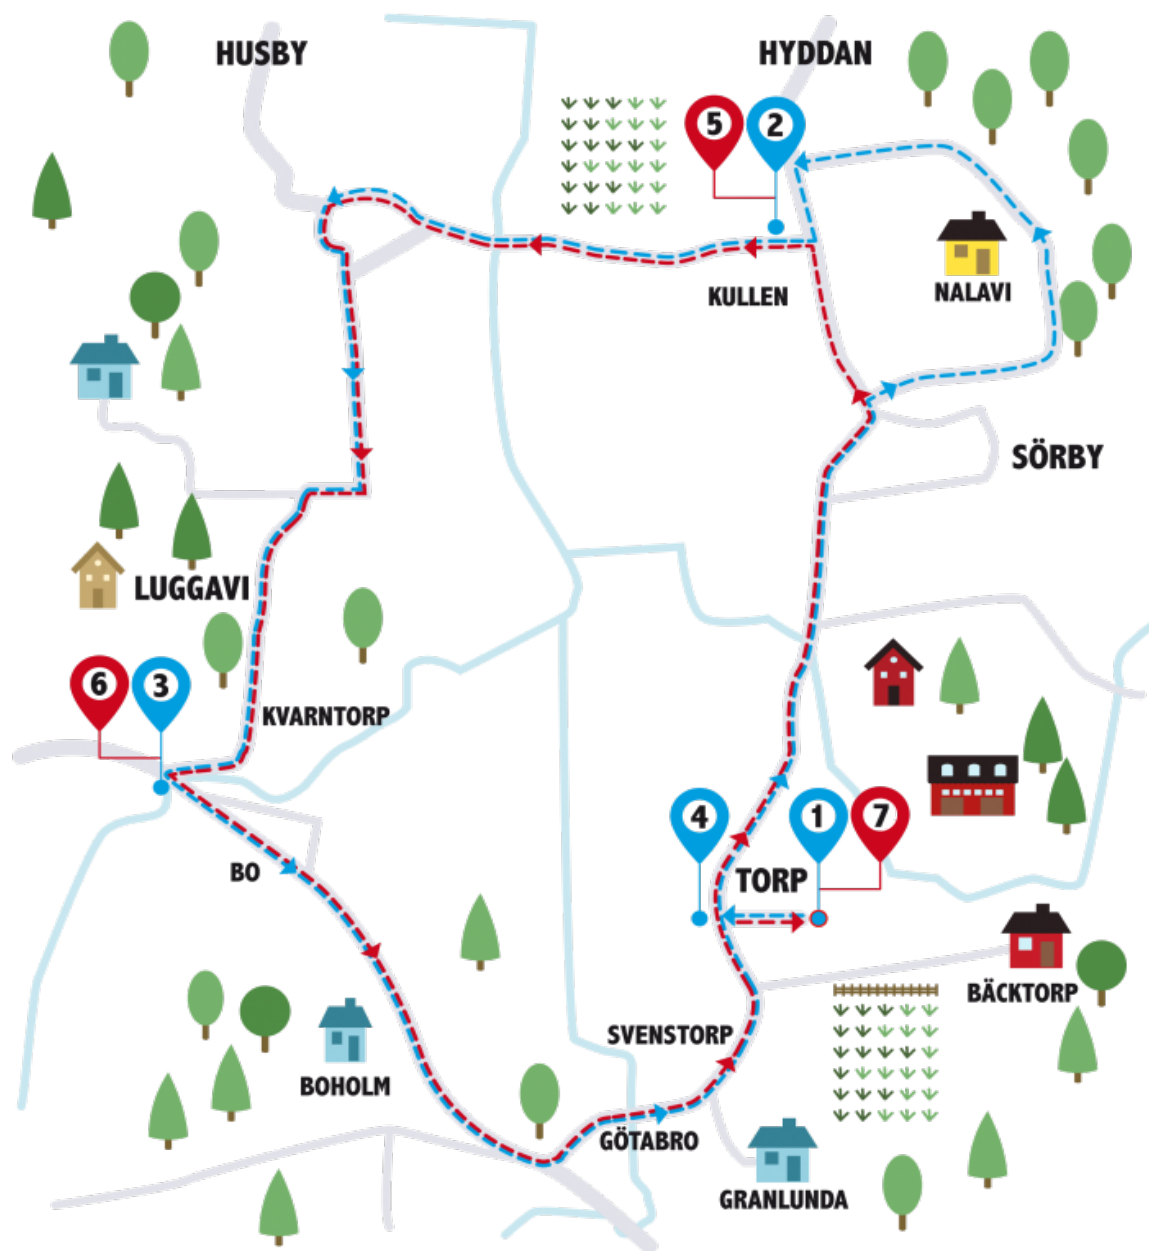 HUSBY
HYDDAN
5
2
NALAVI
KULLEN
SÖRBY
LUGGAVI
6
3
KVARNTORP
4
1
7
BO
TORP
BÄCKTORP
SVENSTORP
BOHOLM
GÖTABRO
GRANLUNDA